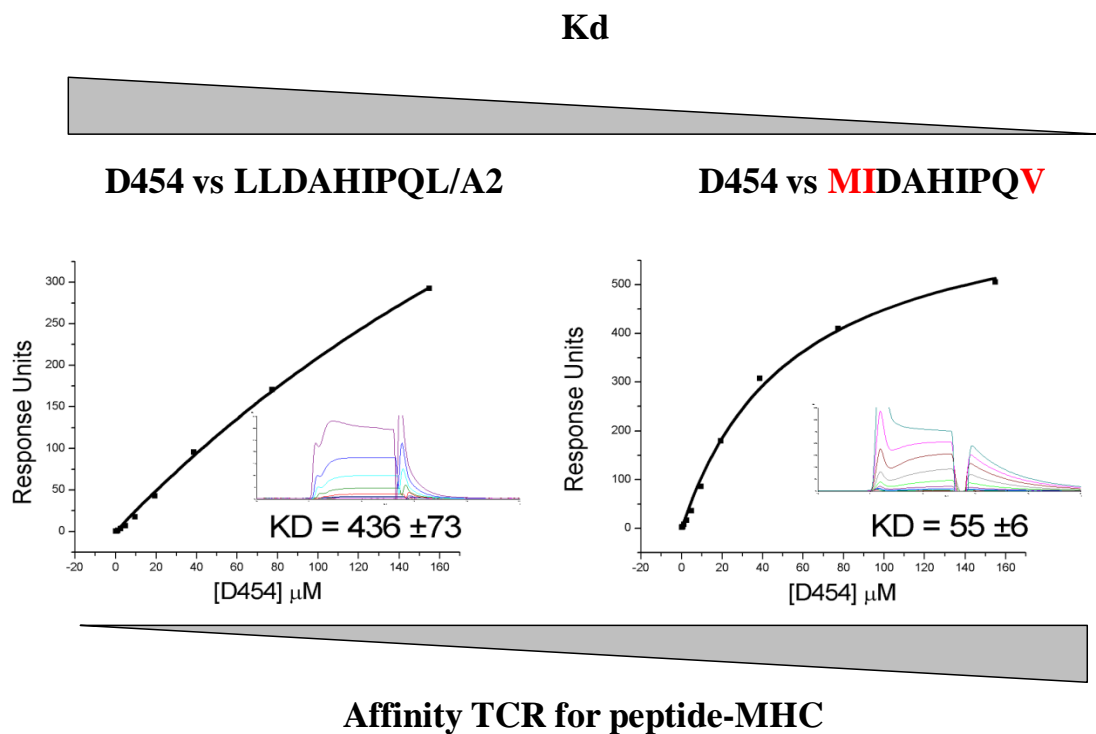 Kd
D454 vs LLDAHIPQL/A2
D454 vs MIDAHIPQV
300
250
200
150
100
50
0
Response Units
-20 0 20 40 60 80 100 120 140 160
[D454] μM
KD = 436 ±73
500
400
300
200
100
0
Response Units
-20 0 20 40 60 80 100 120 140 160
[D454] μM
KD = 55 ±6
Affinity TCR for peptide-MHC